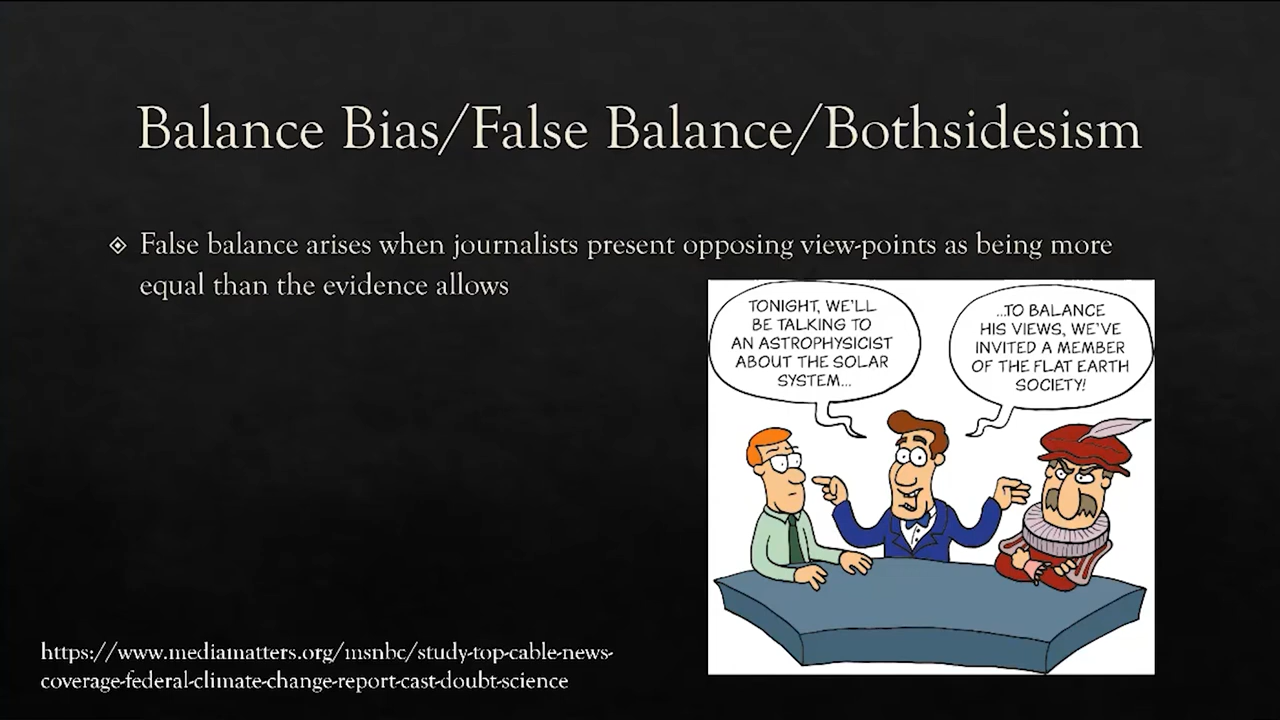 Balance Bias/False Balance/Bothsidesism
False balance arises when journalists present opposing view-points as being more
equal than the evidence allows
TONIGHT, WE'LL
BE TALKING TO
AN ASTROPHYSICIST
ABOUT THE SOLAR
SYSTEM...
...TO BALANCE
HIS VIEWS, WE'VE
INVITED A MEMBER
OF THE FLAT EARTH
SOCIETY!
https://www.mediamatters.org/msnbc/study-top-cable-news-
coverage-federal-climate-change-report-cast-doubt-science